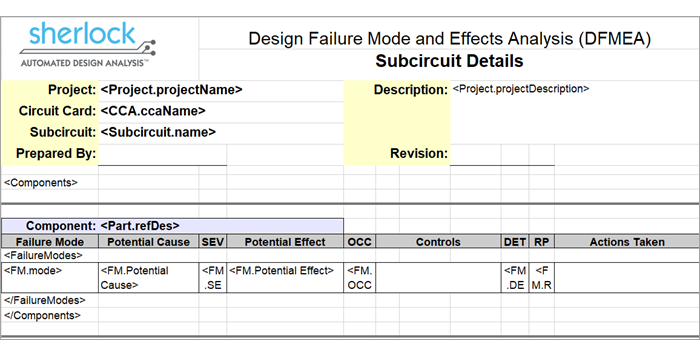 sherlock
AUTOMATED DESIGN ANALYSIS™
Design Failure Mode and Effects Analysis (DFMEA)
Subcircuit Details
Project: <Project.projectName>
Description: <Project.projectDescription>
Circuit Card: <CCA.ccaName>
Subcircuit: <Subcircuit.name>
Prepared By:
Revision:
<Components>
Component: <Part.refDes>
Failure Mode Potential Cause SEV Potential Effect OCC Controls DET RP Actions Taken
<FailureModes>
<FM.mode> <FM.Potential <FM <FM.Potential Effect> <FM. <FM <F
Cause> .SE OCC .DE M.R
</FailureModes>
</Components>